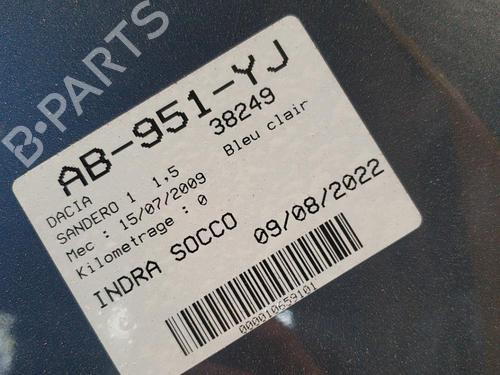 B-PARTS
AB-951-YJ
38249
DACIA
SANDERO 1 1,5
Bleu clair
Mec : 15/07/2009
Kilometrage : 0
INDRA SOCCO
09/08/2022
000010659101